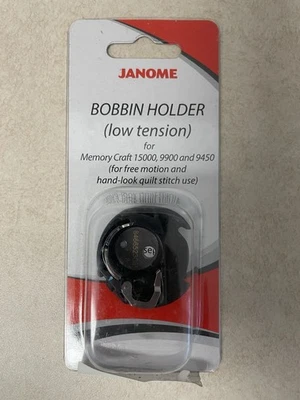 JANOME
BOBBIN HOLDER
(low tension)
for
Memory Craft 15000, 9900 and 9450
(for free motion and
hand-look quilt stitch use)